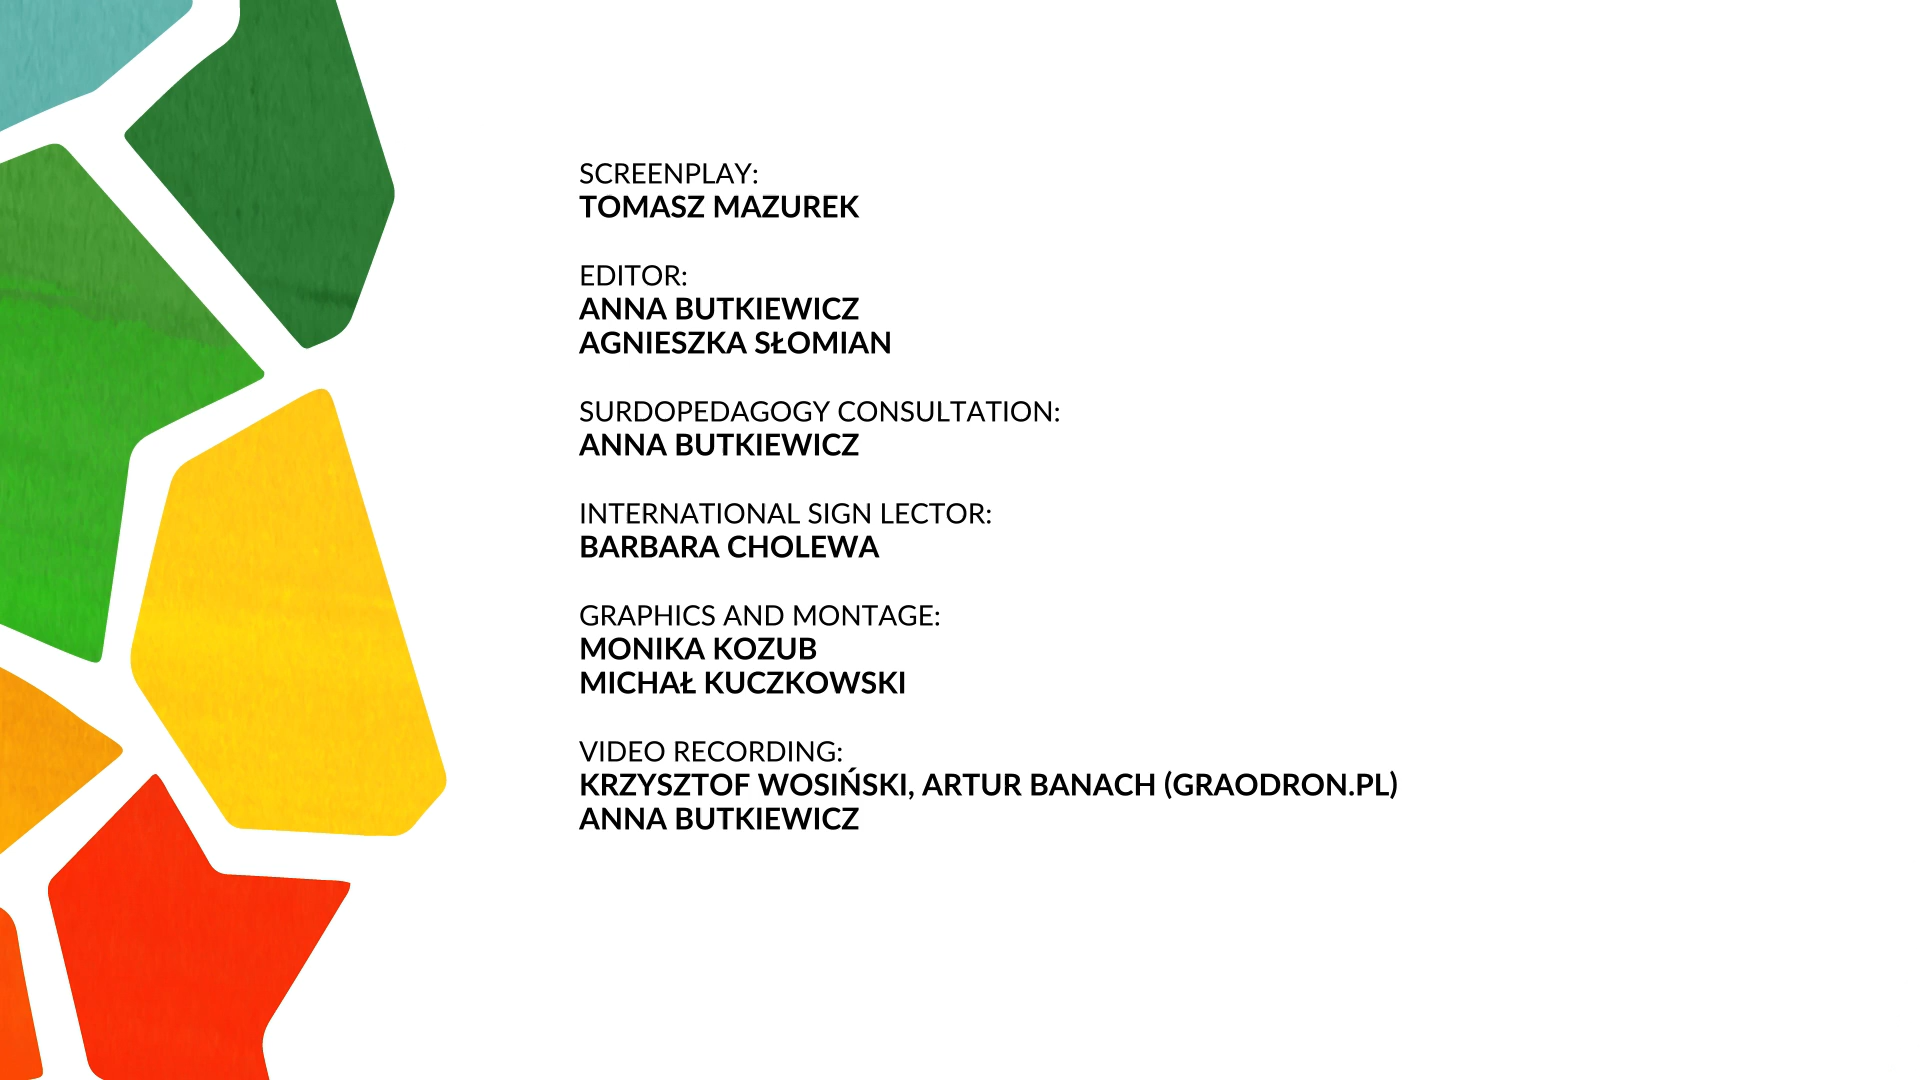 SCREENPLAY:
TOMASZ MAZUREK
EDITOR:
ANNA BUTKIEWICZ
AGNIESZKA SŁOMIAN
SURDOPEDAGOGY CONSULTATION:
ANNA BUTKIEWICZ
INTERNATIONAL SIGN LECTOR:
BARBARA CHOLEWA
GRAPHICS AND MONTAGE:
MONIKA KOZUB
MICHAŁ KUCZKOWSKI
VIDEO RECORDING:
KRZYSZTOF WOSIŃSKI, ARTUR BANACH (GRAODRON.PL)
ANNA BUTKIEWICZ